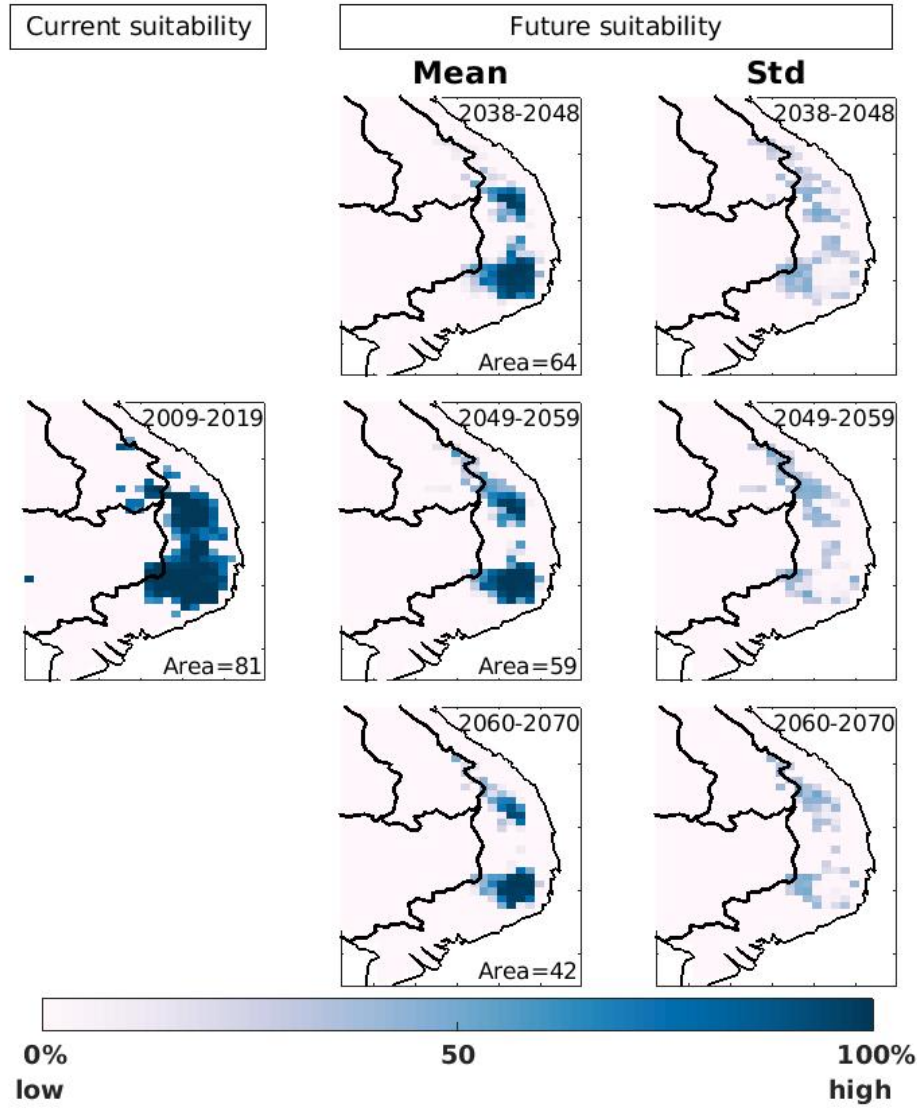 Current suitability
Future suitability
Mean
Std
2038-2048
2038-2048
Area=64
2009-2019
2049-2059
2049-2059
Area=81
Area=59
2060-2070
2060-2070
Area=42
0%
50
100%
low
high